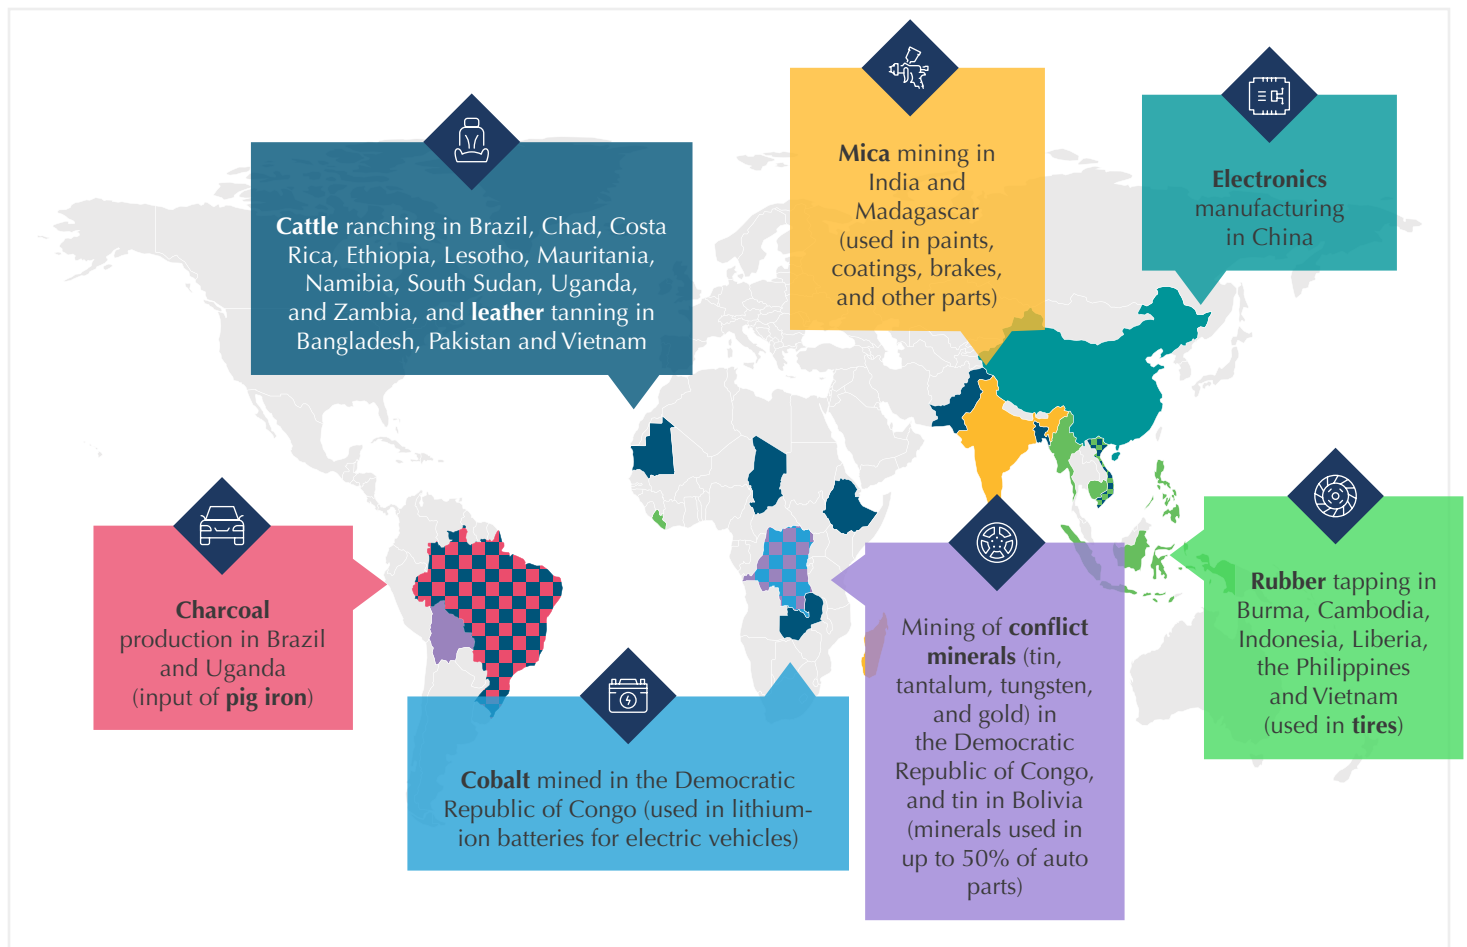 Cattle ranching in Brazil, Chad, Costa
Rica, Ethiopia, Lesotho, Mauritania,
Namibia, South Sudan, Uganda,
and Zambia, and leather tanning in
Bangladesh, Pakistan and Vietnam
Mica mining in
India and
Madagascar
(used in paints,
coatings, brakes,
and other parts)
Electronics
manufacturing
in China
Charcoal
production in Brazil
and Uganda
(input of pig iron)
Cobalt mined in the Democratic
Republic of Congo (used in lithium-
ion batteries for electric vehicles)
Mining of conflict
minerals (tin,
tantalum, tungsten,
and gold) in
the Democratic
Republic of Congo,
and tin in Bolivia
(minerals used in
up to 50% of auto
parts)
Rubber tapping in
Burma, Cambodia,
Indonesia, Liberia,
the Philippines
and Vietnam
(used in tires)